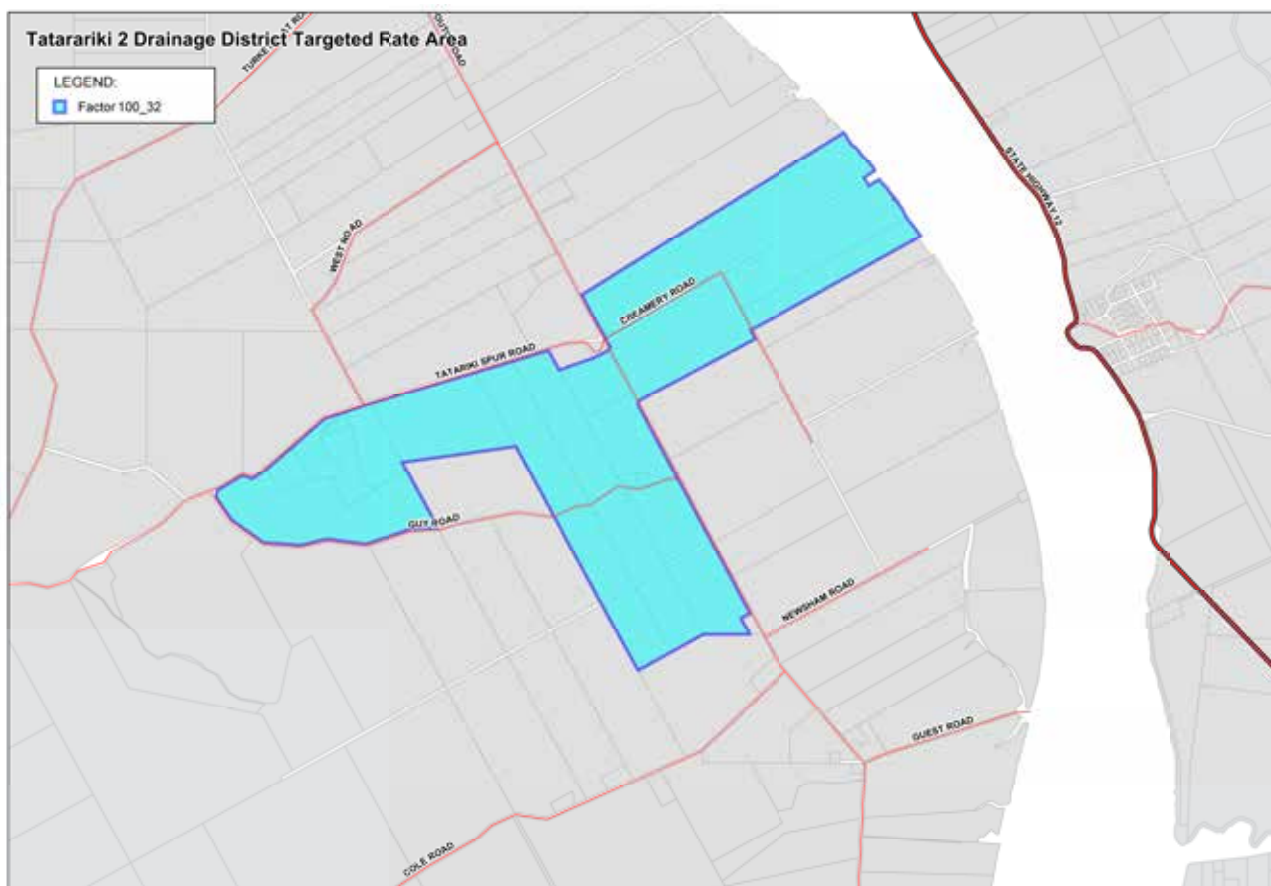 Tatarariki 2 Drainage District Targeted Rate Area
LEGEND:
Factor 100_32
ROAD
STATE HIGHWAY 12
WEST ROAD
CREAMERY ROAD
TATARIKI SPUR ROAD
GUY ROAD
NEWSHAM ROAD
GUEST ROAD
COLE ROAD